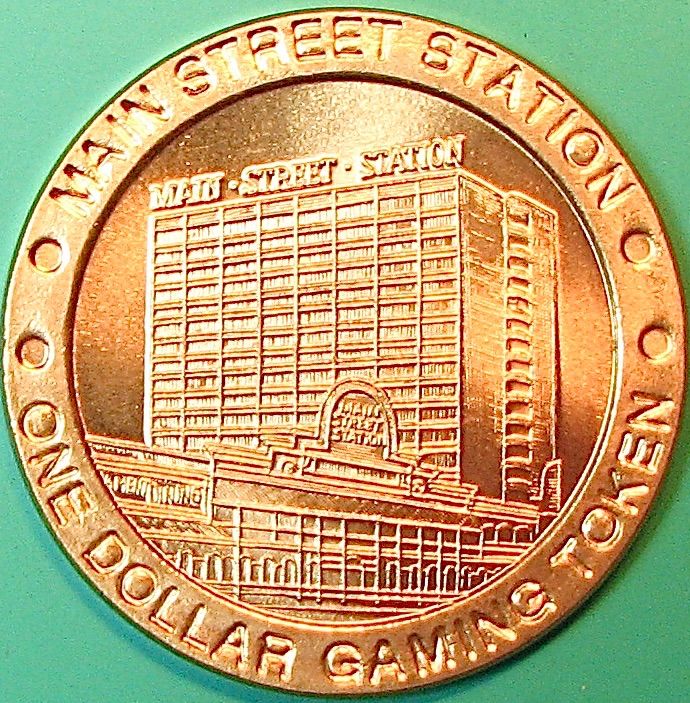 MAIN STREET STATION
MAIN · STREET · STATION
MAIN
STREET
STATION
ONE DOLLAR GAMING TOKEN